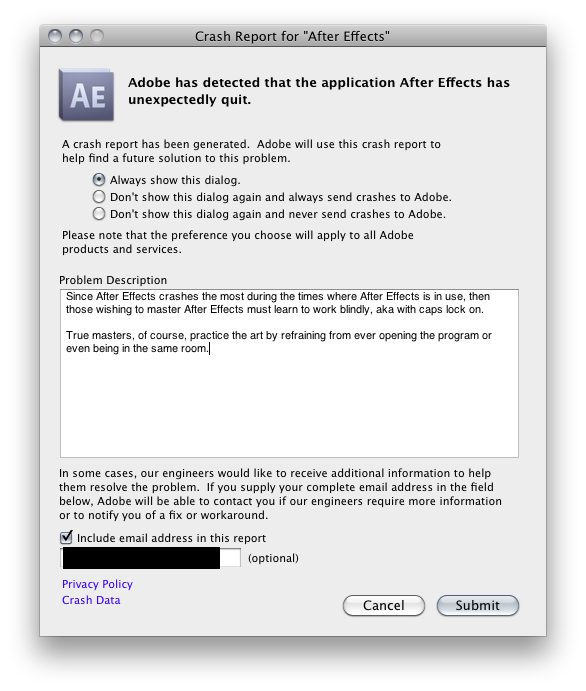 Crash Report for "After Effects"
AE
Adobe has detected that the application After Effects has
unexpectedly quit.
A crash report has been generated.  Adobe will use this crash report to
help find a future solution to this problem.
Always show this dialog.
Don't show this dialog again and always send crashes to Adobe.
Don't show this dialog again and never send crashes to Adobe.
Please note that the preference you choose will apply to all Adobe
products and services.
Problem Description
Since After Effects crashes the most during the times where After Effects is in use, then
those wishing to master After Effects must learn to work blindly, aka with caps lock on.
True masters, of course, practice the art by refraining from ever opening the program or
even being in the same room.
In some cases, our engineers would like to receive additional information to help
them resolve the problem.  If you supply your complete email address in the field
below, Adobe will be able to contact you if our engineers require more information
or to notify you of a fix or workaround.
Include email address in this report
(optional)
Privacy Policy
Crash Data
Cancel
Submit